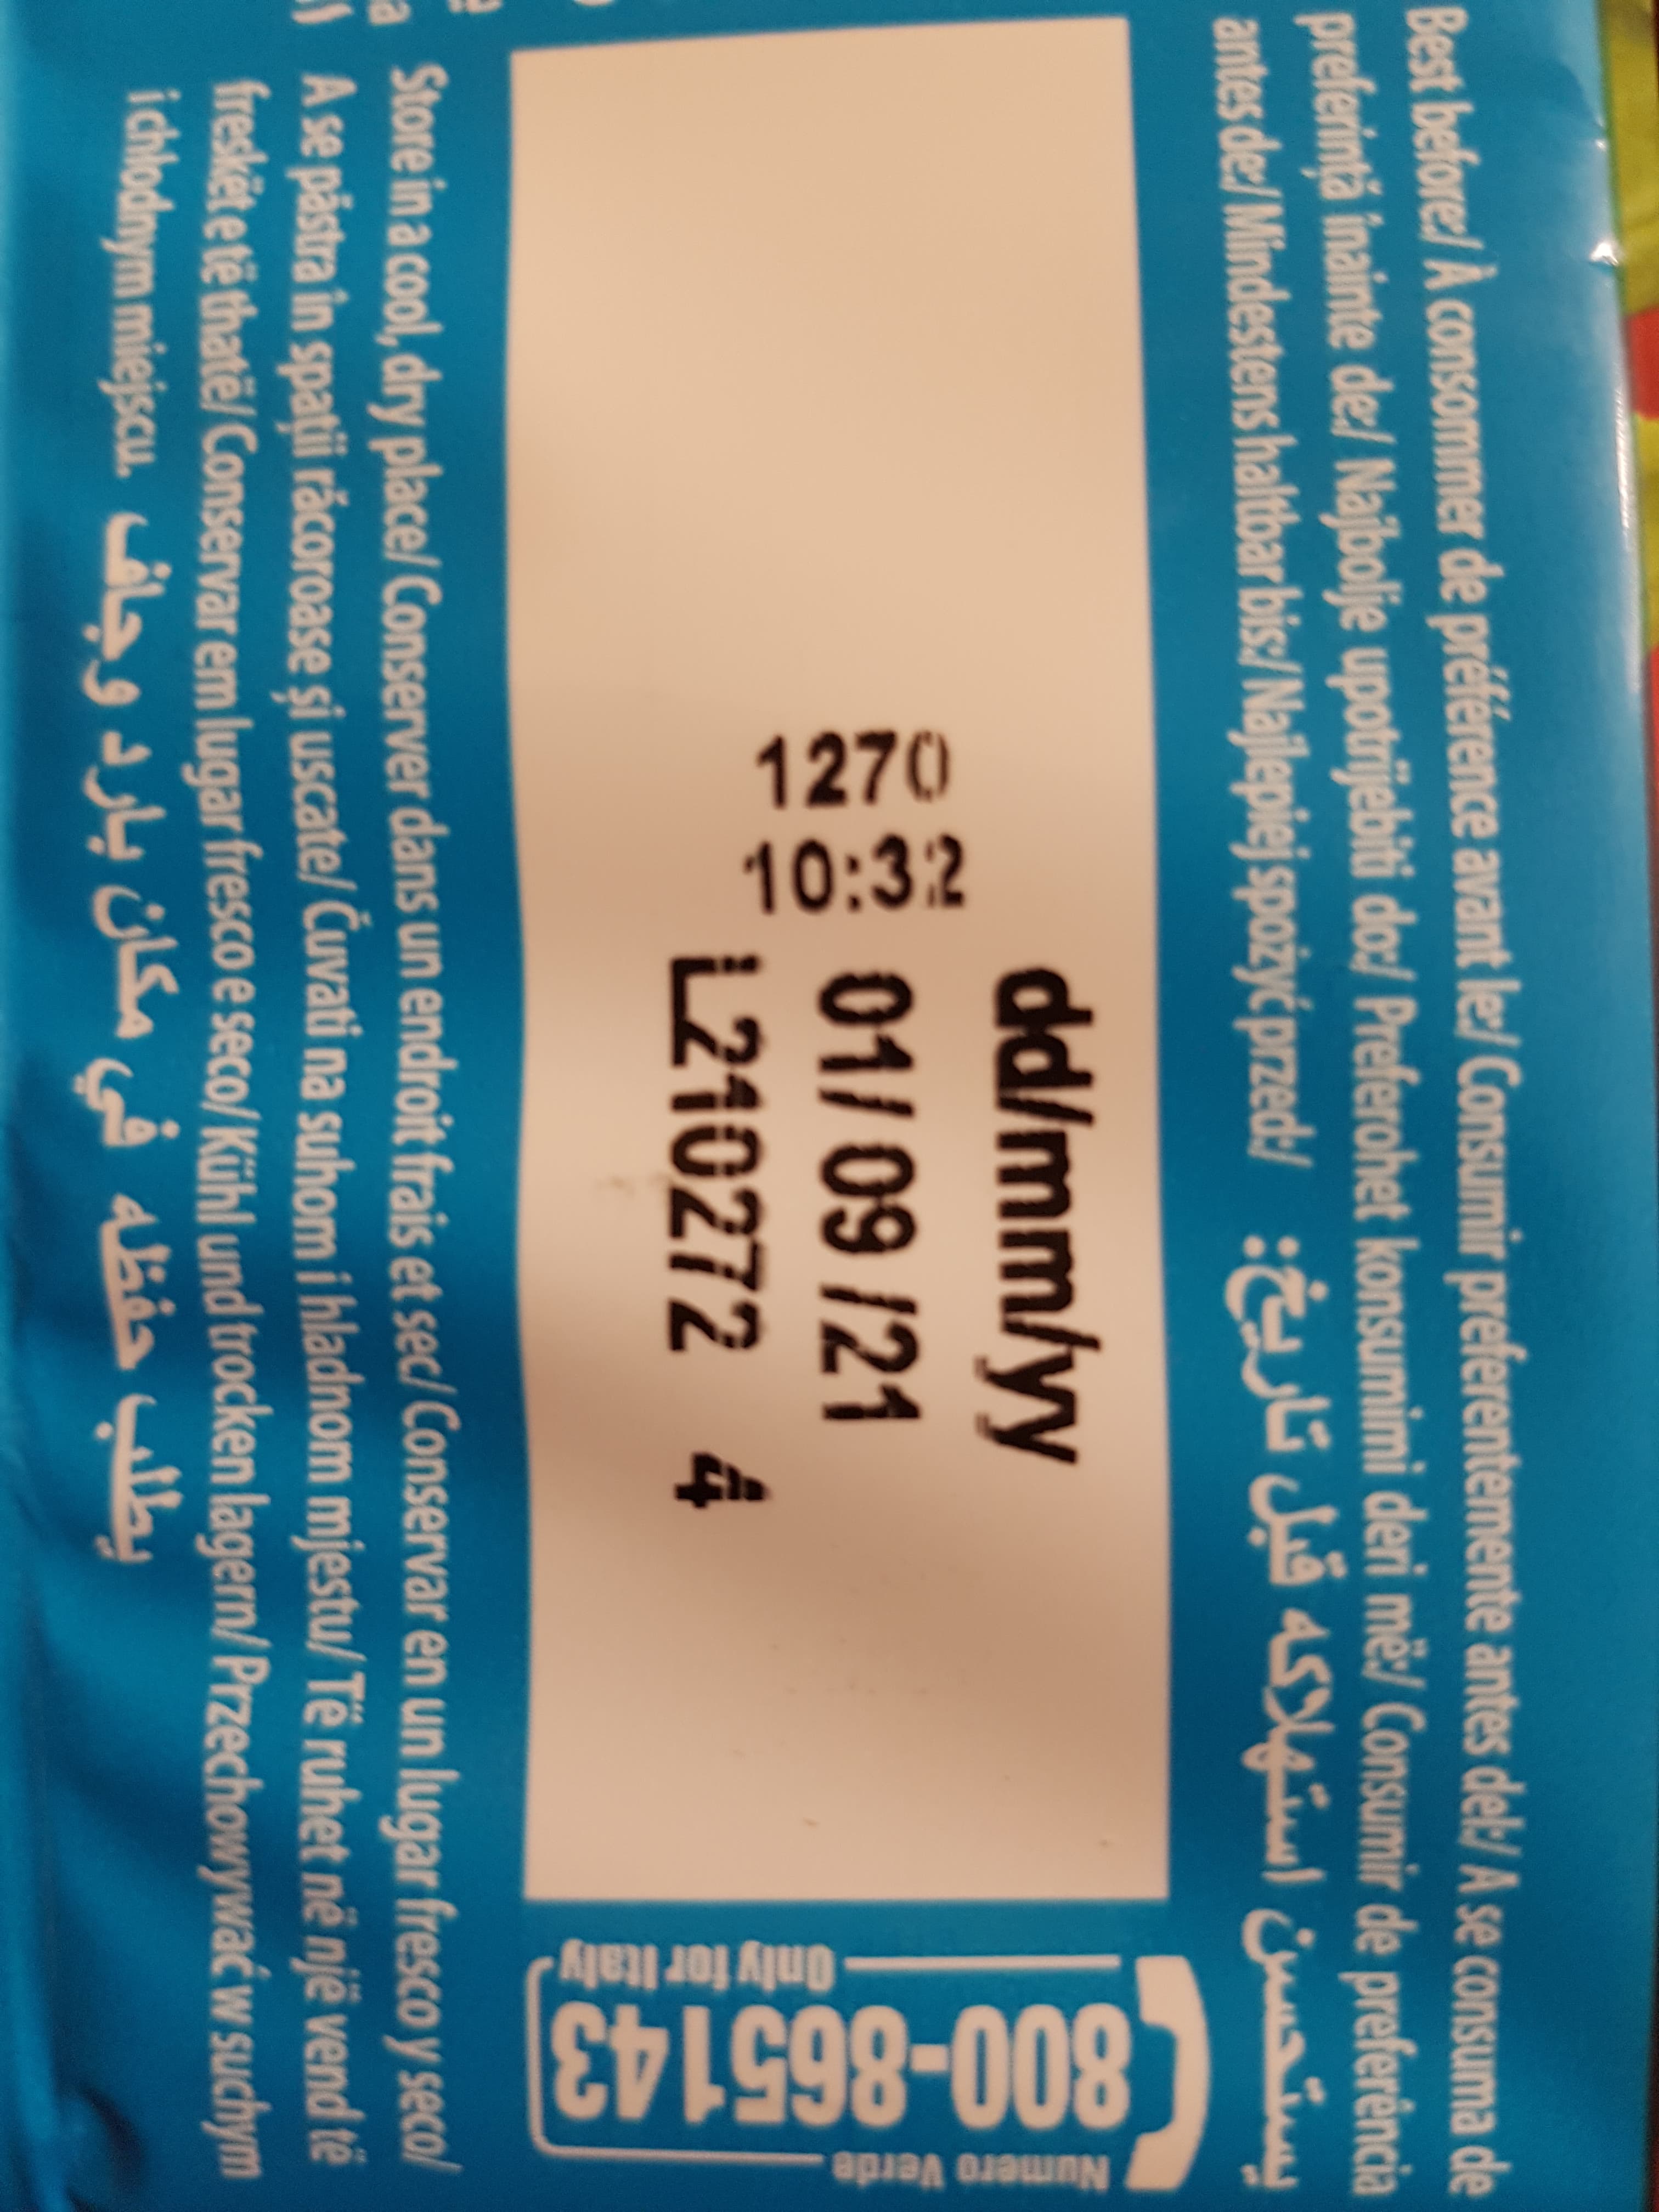 Best before:/ À consommer de préférence avant le:/ Consumir preferentemente antes del:/ A se consuma de
preferință înainte de:/ Najbolje upotrijebiti do:/ Preferohet konsumimi deri më:/ Consumir de preferência
antes de:/ Mindestens haltbar bis:/ Najlepiej spożyć przed:/ يستحسن استهلاكه قبل تاريخ:
dd/mm/yy
01/ 09 /21
L210272 4
1270
10:32
Numero Verde
800-865143
Only for Italy
Store in a cool, dry place/ Conserver dans un endroit frais et sec/ Conservar en un lugar fresco y seco/
A se păstra în spații răcoroase și uscate/ Čuvati na suhom i hladnom mjestu/ Të ruhet në një vend të
freskët e të thatë/ Conservar em lugar fresco e seco/ Kühl und trocken lagern/ Przechowywać w suchym
i chłodnym miejscu. يطلب حفظه في مكان بارد وجاف